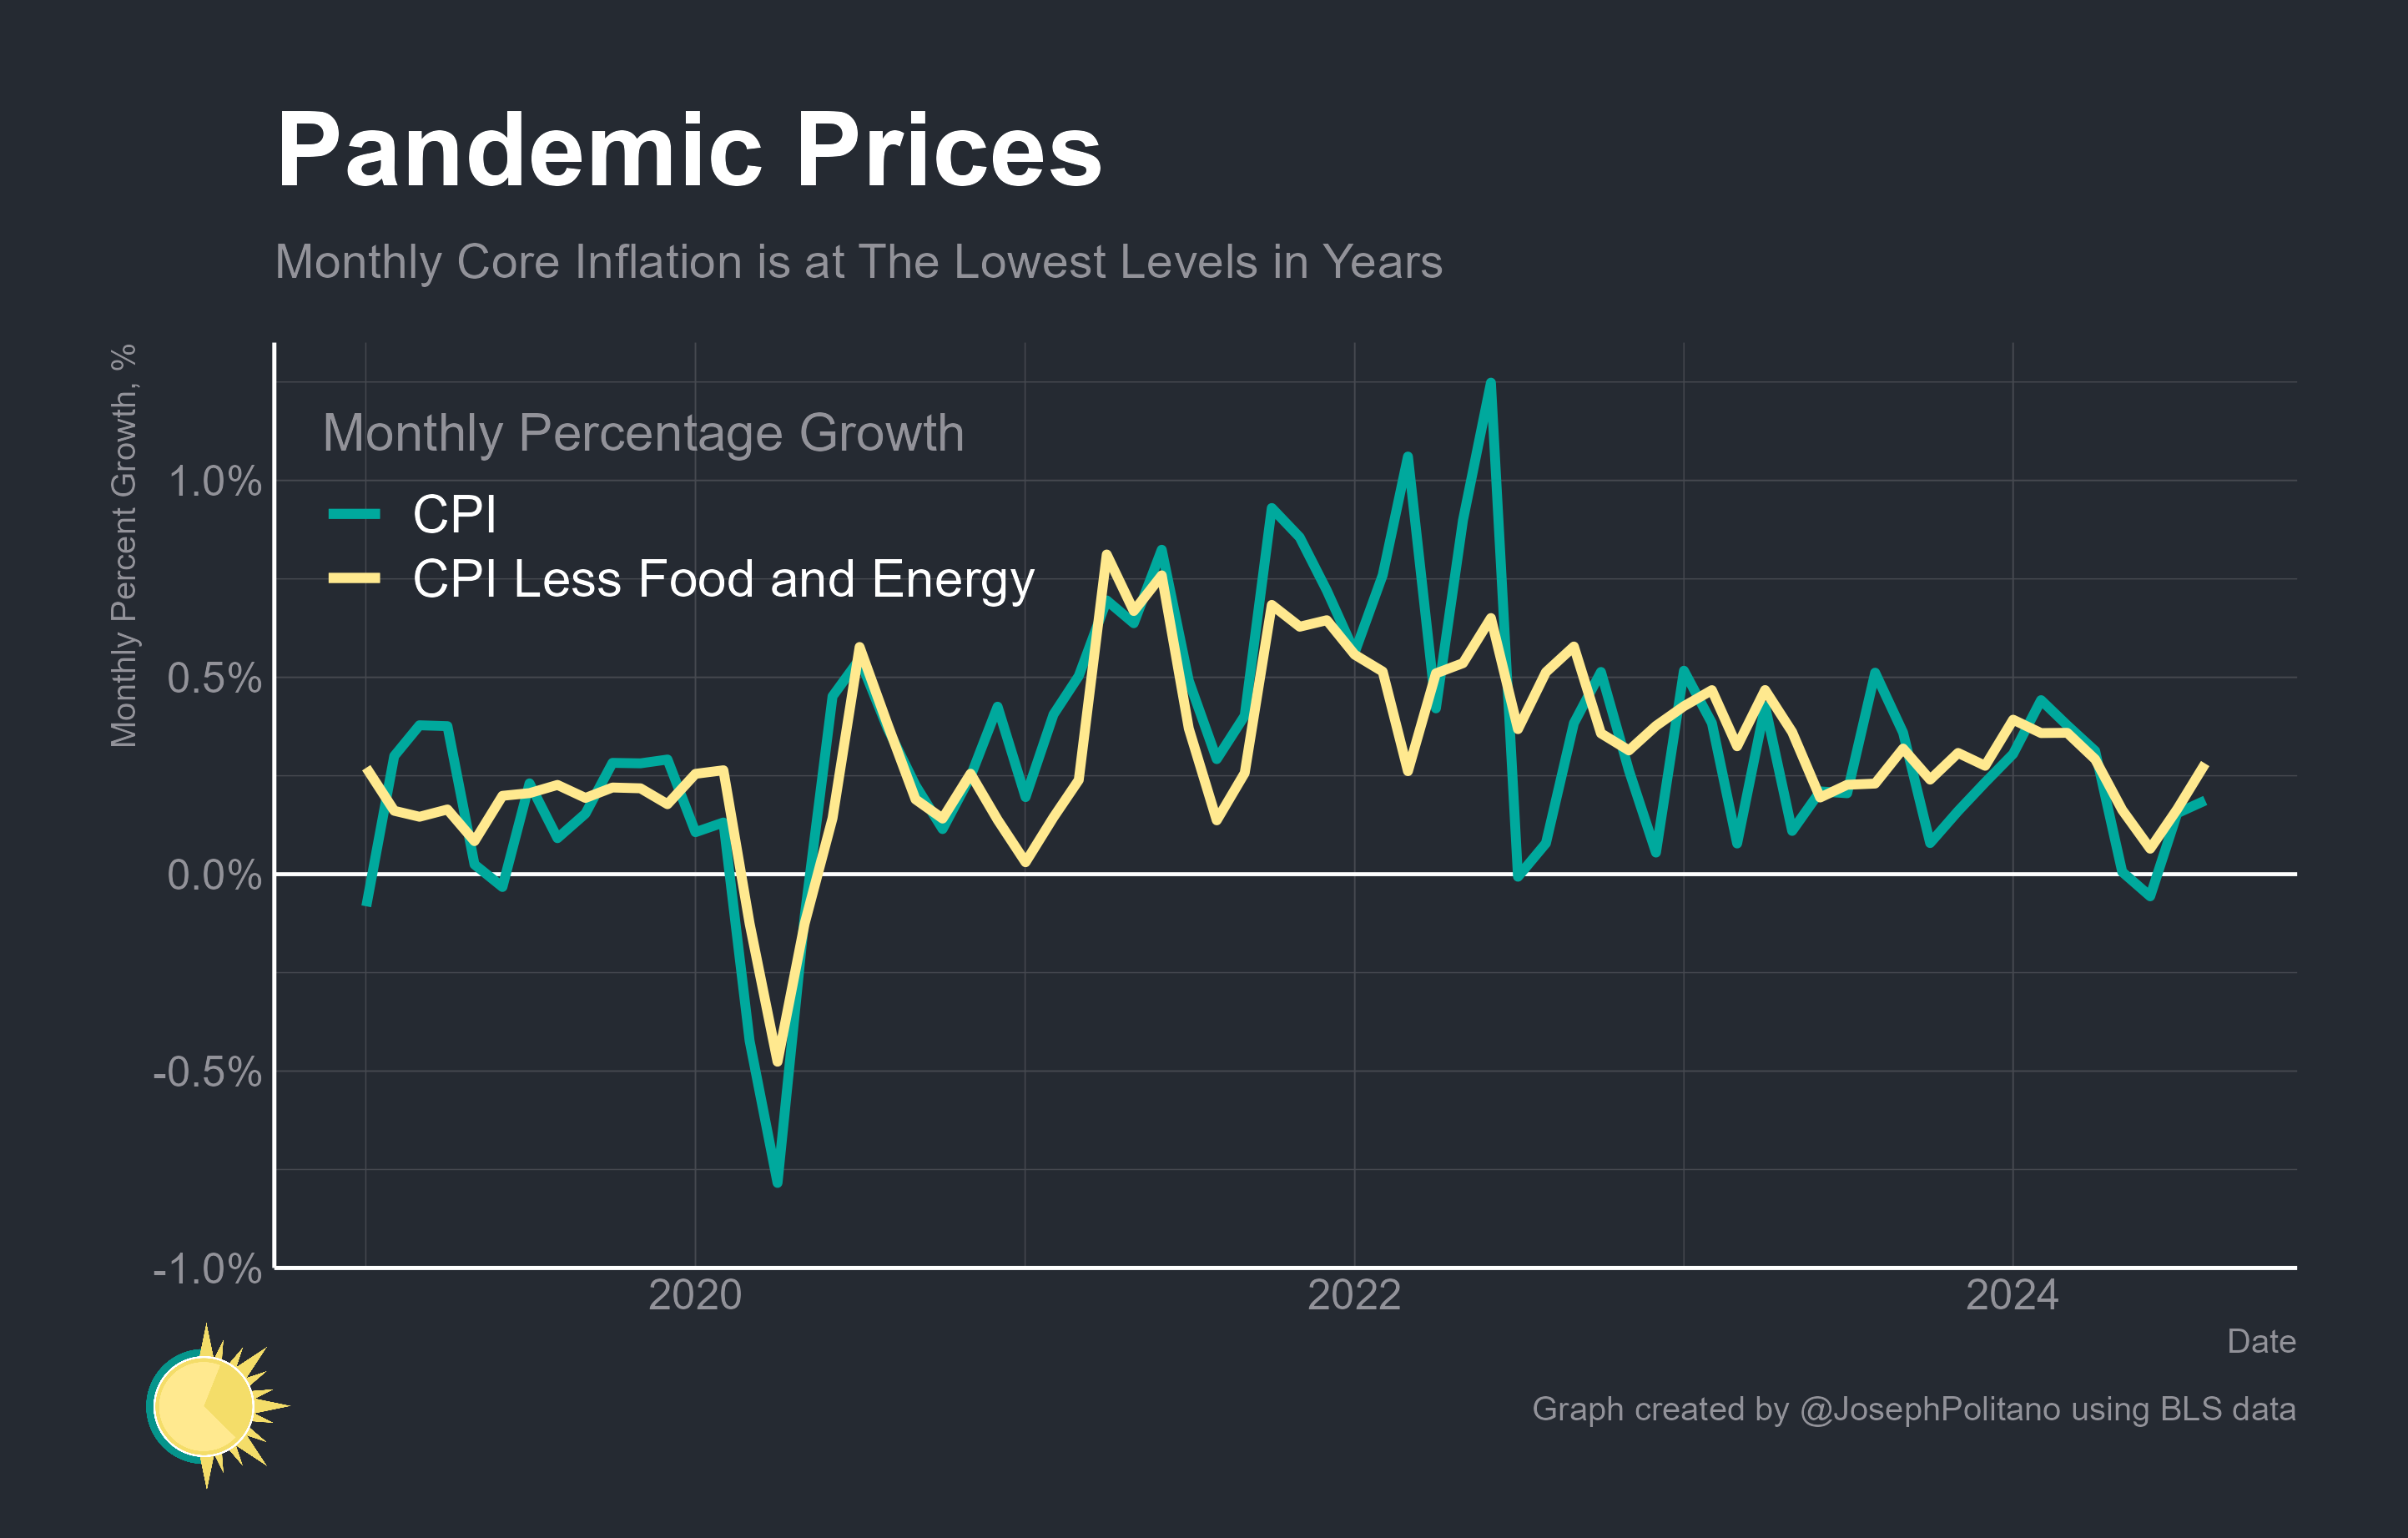 Pandemic Prices
Monthly Core Inflation is at The Lowest Levels in Years
Monthly Percent Growth, %
Monthly Percentage Growth
CPI
CPI Less Food and Energy
1.0%
0.5%
0.0%
-0.5%
-1.0%
2020 2022 2024
Date
Graph created by @JosephPolitano using BLS data